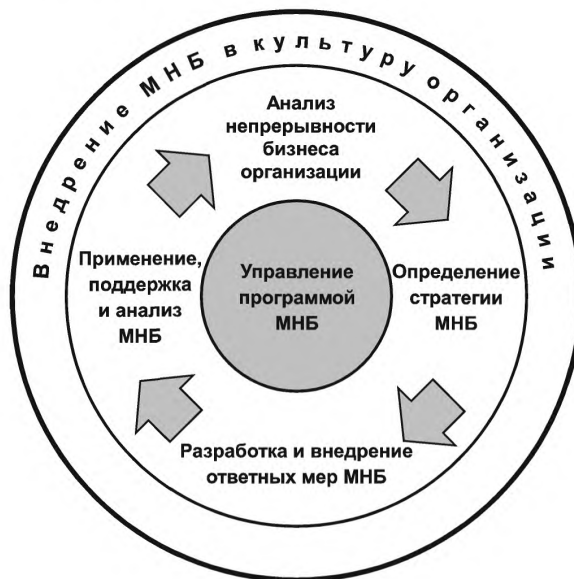 Внедрение МНБ в культуру организации
Анализ
непрерывности
бизнеса
организации
Применение,
поддержка
и анализ
МНБ
Управление
программой
МНБ
Определение
стратегии
МНБ
Разработка и внедрение
ответных мер МНБ